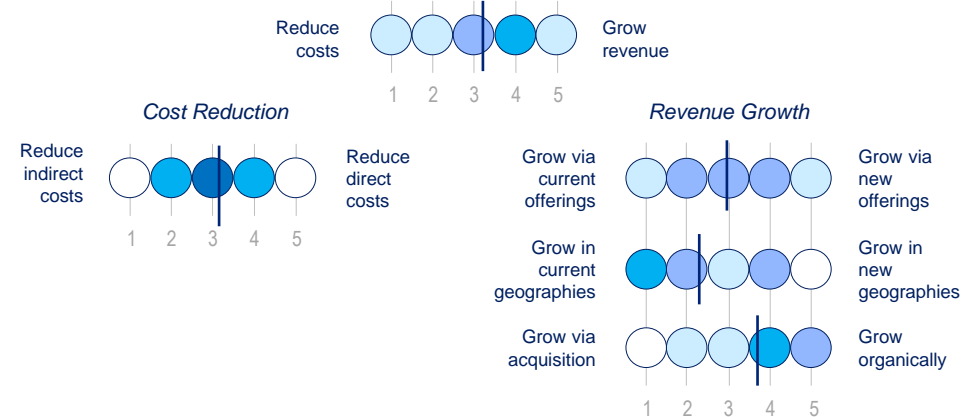 Reduce
costs
Grow
revenue
1 2 3 4 5
Cost Reduction
Reduce
indirect
costs
Reduce
direct
costs
1 2 3 4 5
Revenue Growth
Grow via
current
offerings
Grow via
new
offerings
Grow in
current
geographies
Grow in
new
geographies
Grow via
acquisition
Grow
organically
1 2 3 4 5